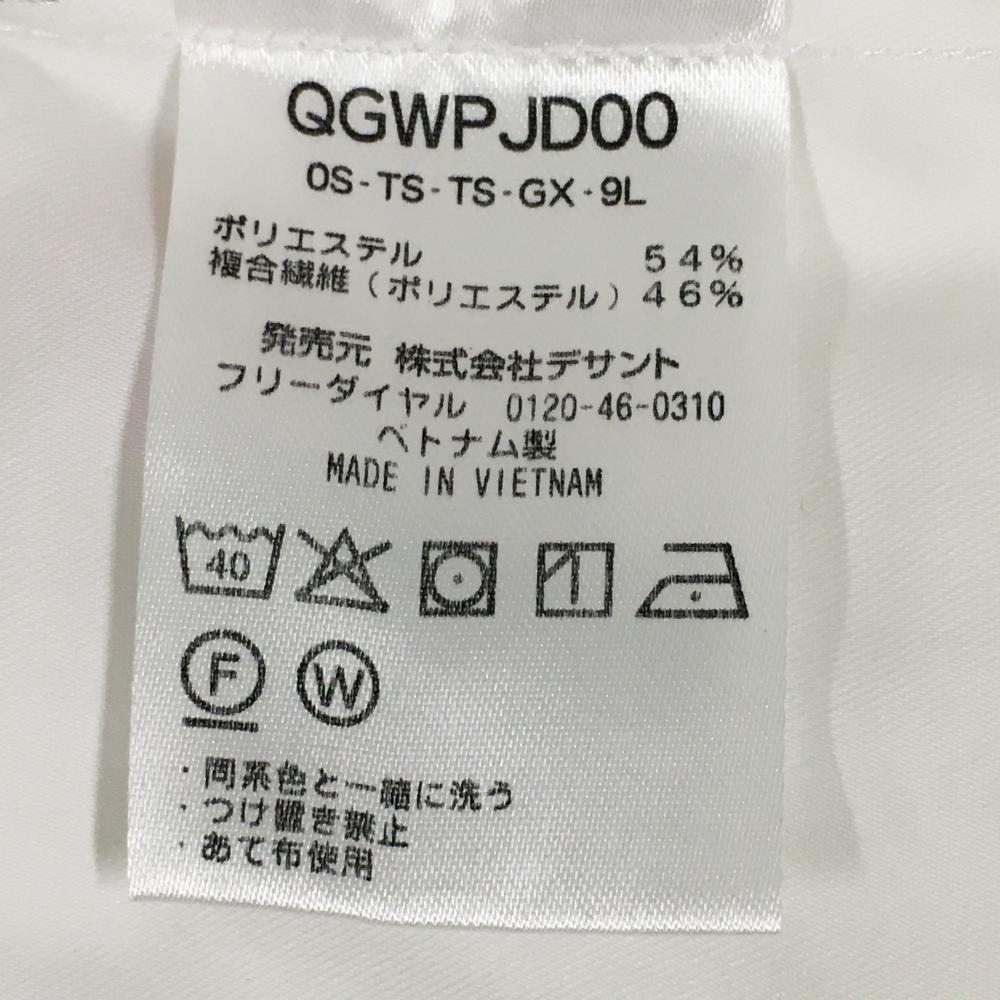 QGWPJD00
0S-TS-TS-GX-9L
ポリエステル 54%
複合繊維（ポリエステル）46%
発売元 株式会社デサント
フリーダイヤル 0120-46-0310
ベトナム製
MADE IN VIETNAM
40
F W
・同系色と一緒に洗う
・つけ置き禁止
・あて布使用